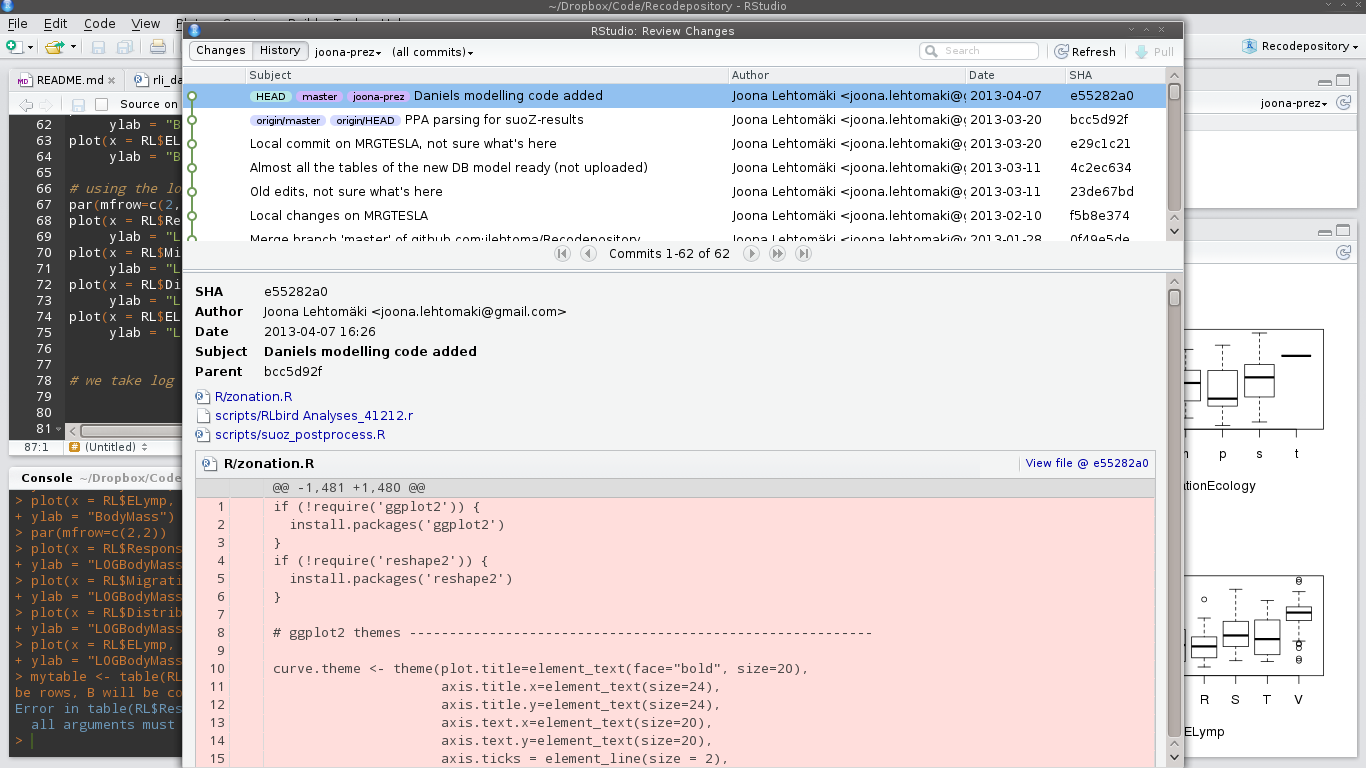 ~/Dropbox/Code/Recodepository - RStudio
File Edit Code View
Recodepository
RStudio: Review Changes
Changes History joona-prez (all commits) Search Refresh Pull
README.md
Source on
62 ylab = "B
63 plot(x = RL$EL
64 ylab = "B
65
66 # using the lo
67 par(mfrow=c(2,
68 plot(x = RL$Re
69 ylab = "L
70 plot(x = RL$Mi
71 ylab = "L
72 plot(x = RL$Di
73 ylab = "L
74 plot(x = RL$EL
75 ylab = "L
76
77
78 # we take log
79
80
81
87:1 (Untitled)
Console ~/Dropbox/Code
> plot(x = RL$ELymp,
+ ylab = "BodyMass")
> par(mfrow=c(2,2))
> plot(x = RL$Respons
+ ylab = "LOGBodyMass
> plot(x = RL$Migrati
+ ylab = "LOGBodyMass
> plot(x = RL$Distrib
+ ylab = "LOGBodyMass
> plot(x = RL$ELymp,
+ ylab = "LOGBodyMass
> mytable <- table(RL
be rows, B will be co
Error in table(RL$Res
all arguments must
>
Subject Author Date SHA
HEAD master joona-prez Daniels modelling code added Joona Lehtomäki <joona.lehtomaki@g 2013-04-07 e55282a0
origin/master origin/HEAD PPA parsing for suoZ-results Joona Lehtomäki <joona.lehtomaki@g 2013-03-20 bcc5d92f
Local commit on MRGTESLA, not sure what's here Joona Lehtomäki <joona.lehtomaki@g 2013-03-20 e29c1c21
Almost all the tables of the new DB model ready (not uploaded) Joona Lehtomäki <joona.lehtomaki@g 2013-03-11 4c2ec634
Old edits, not sure what's here Joona Lehtomäki <joona.lehtomaki@g 2013-03-11 23de67bd
Local changes on MRGTESLA Joona Lehtomäki <joona.lehtomaki@g 2013-02-10 f5b8e374
Merge branch 'master' of github.com:jlehtoma/Recodepository Joona Lehtomäki <joona.lehtomaki@g 2013-01-28 0f49e5de
Commits 1-62 of 62
SHA e55282a0
Author Joona Lehtomäki <joona.lehtomaki@gmail.com>
Date 2013-04-07 16:26
Subject Daniels modelling code added
Parent bcc5d92f
R/zonation.R
scripts/RLbird Analyses_41212.r
scripts/suoz_postprocess.R
R/zonation.R View file @ e55282a0
@@ -1,481 +1,480 @@
1 if (!require('ggplot2')) {
2 install.packages('ggplot2')
3 }
4 if (!require('reshape2')) {
5 install.packages('reshape2')
6 }
7
8 # ggplot2 themes ---------------------------------------------------------
9
10 curve.theme <- theme(plot.title=element_text(face="bold", size=20),
11 axis.title.x=element_text(size=24),
12 axis.title.y=element_text(size=24),
13 axis.text.x=element_text(size=20),
14 axis.text.y=element_text(size=20),
15 axis.ticks = element_line(size = 2),
joona-prez
p s t
ationEcology
R S T V
ELymp